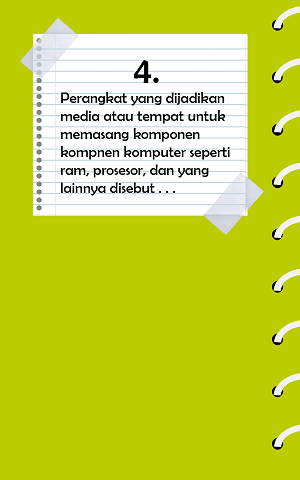 4.
Perangkat yang dijadikan
media atau tempat untuk
memasang komponen
kompnen komputer seperti
ram, prosesor, dan yang
lainnya disebut . . .